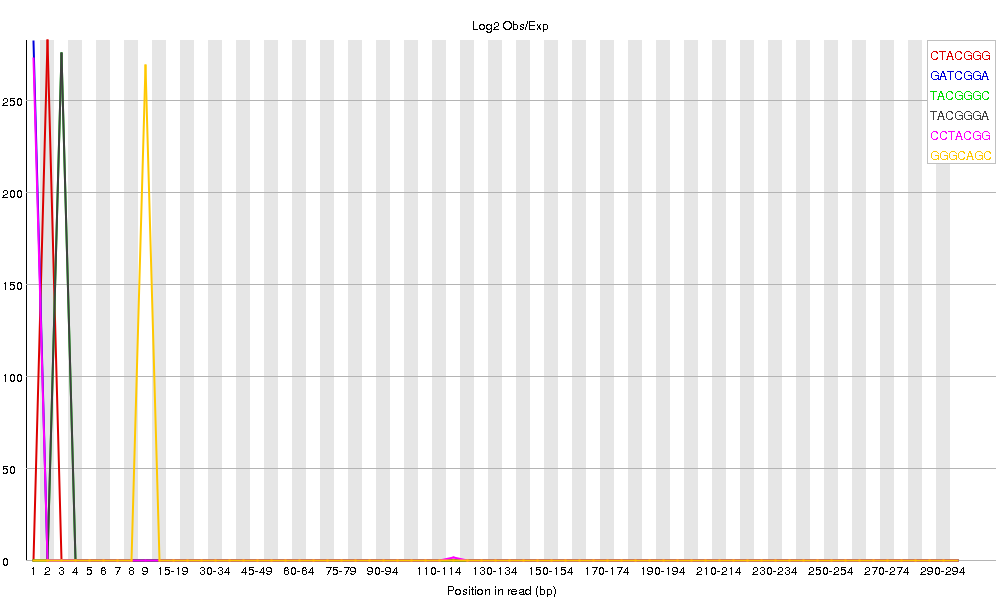 Log2 Obs/Exp
CTACGGG
GATCGGA
TACGGGC
TACGGGA
CCTACGG
GGGCAGC
250
200
150
100
50
0
1 2 3 4 5 6 7 8 9 15-19 30-34 45-49 60-64 75-79 90-94 110-114 130-134 150-154 170-174 190-194 210-214 230-234 250-254 270-274 290-294
Position in read (bp)